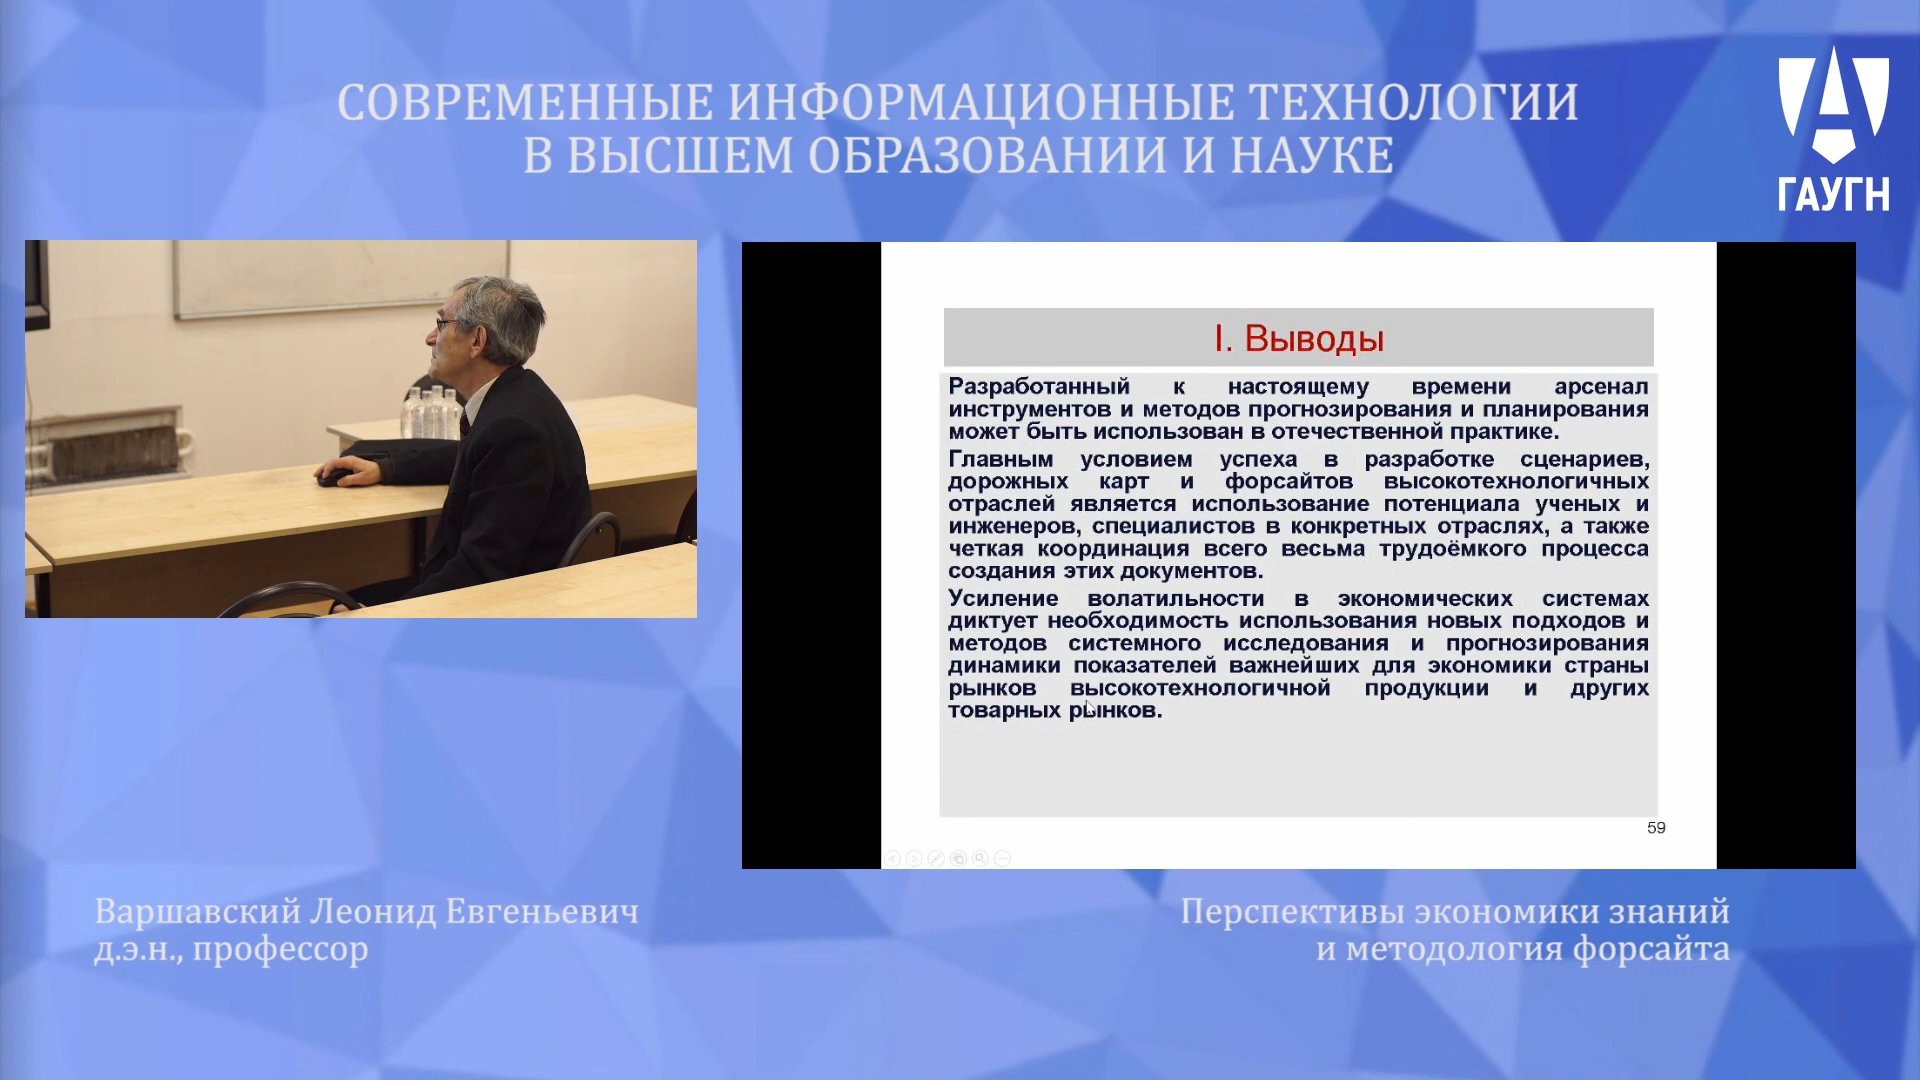 СОВРЕМЕННЫЕ ИНФОРМАЦИОННЫЕ ТЕХНОЛОГИИ
В ВЫСШЕМ ОБРАЗОВАНИИ И НАУКЕ
ГАУГН
I. Выводы
Разработанный к настоящему времени арсенал
инструментов и методов прогнозирования и планирования
может быть использован в отечественной практике.
Главным условием успеха в разработке сценариев,
дорожных карт и форсайтов высокотехнологичных
отраслей является использование потенциала ученых и
инженеров, специалистов в конкретных отраслях, а также
четкая координация всего весьма трудоёмкого процесса
создания этих документов.
Усиление волатильности в экономических системах
диктует необходимость использования новых подходов и
методов системного исследования и прогнозирования
динамики показателей важнейших для экономики страны
рынков высокотехнологичной продукции и других
товарных рынков.
59
Варшавский Леонид Евгеньевич
д.э.н., профессор
Перспективы экономики знаний
и методология форсайта